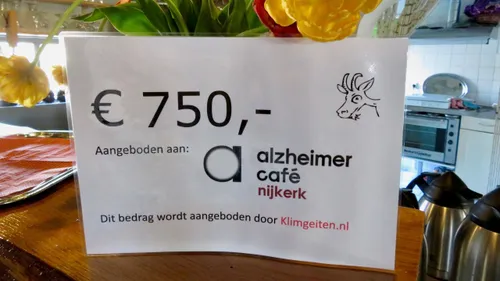 € 750,-
Aangeboden aan:
alzheimer
café
nijkerk
Dit bedrag wordt aangeboden door Klimgeiten.nl